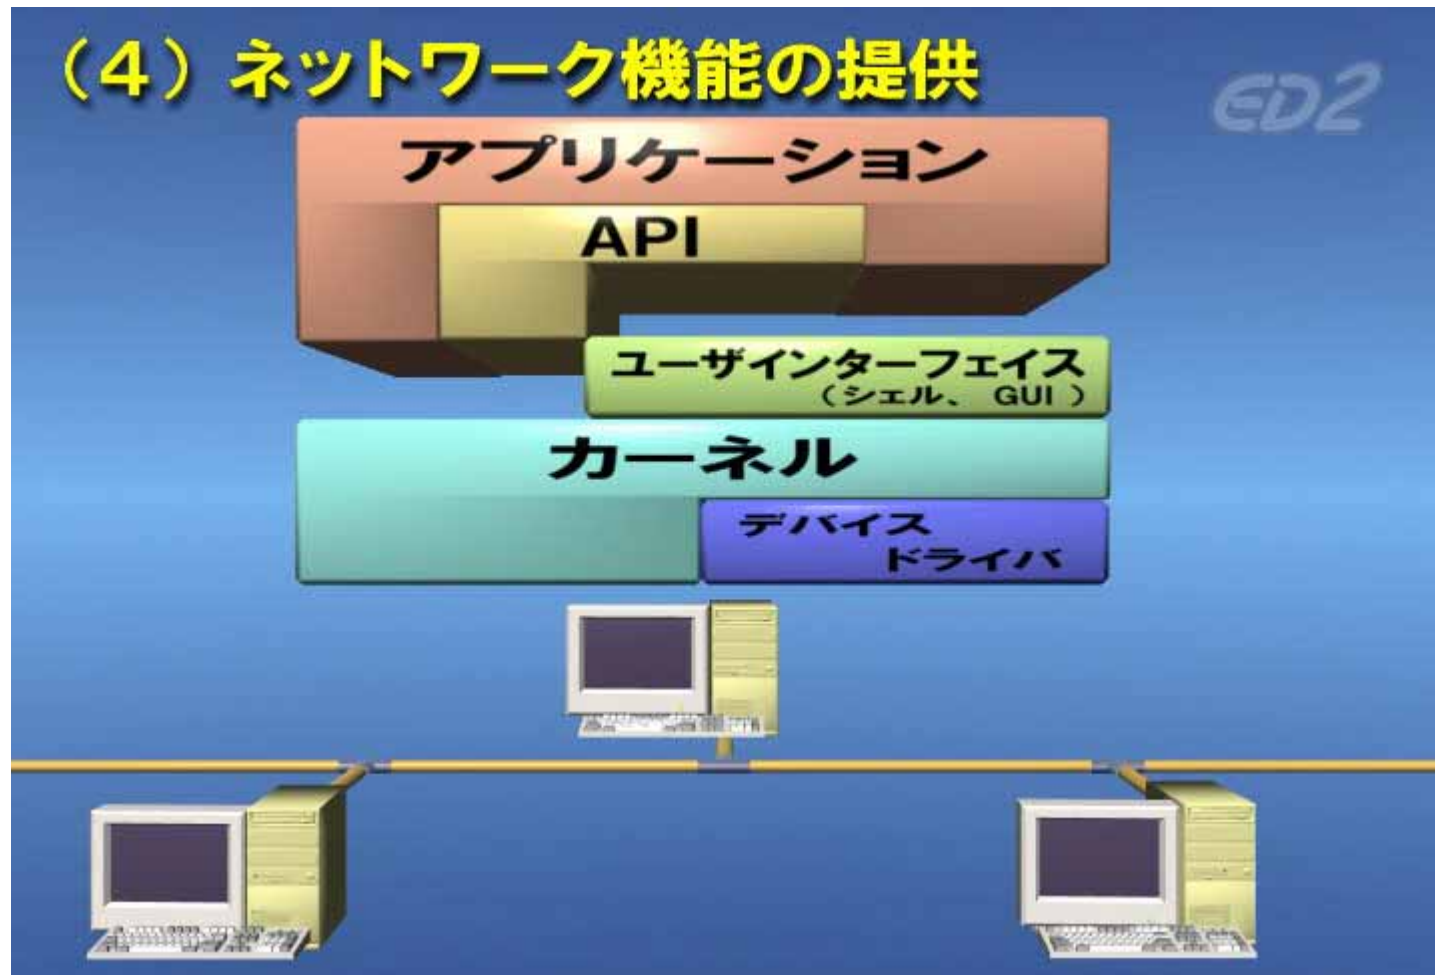 （4）ネットワーク機能の提供
ED2
アプリケーション
API
ユーザインターフェイス
（シェル、 GUI ）
カーネル
デバイス
ドライバ